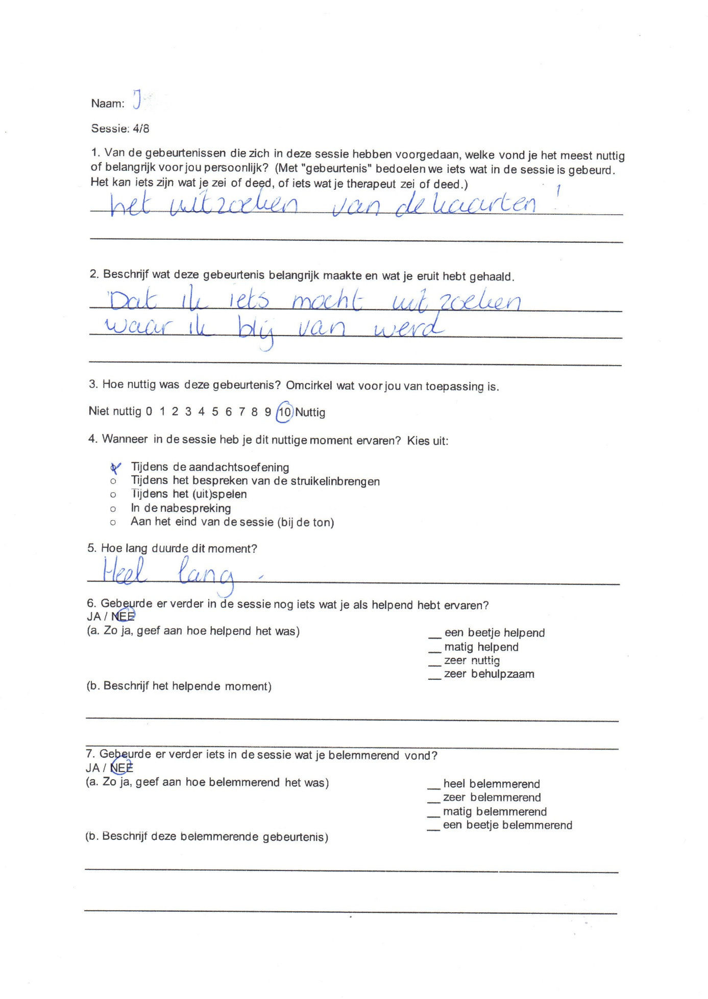 Naam: J
Sessie: 4/8
1. Van de gebeurtenissen die zich in deze sessie hebben voorgedaan, welke vond je het meest nuttig
of belangrijk voor jou persoonlijk? (Met "gebeurtenis" bedoelen we iets wat in de sessie is gebeurd.
Het kan iets zijn wat je zei of deed, of iets wat je therapeut zei of deed.)
het uitzoeken van de kaarten !
2. Beschrijf wat deze gebeurtenis belangrijk maakte en wat je eruit hebt gehaald.
Dat ik iets mocht uit zoeken
waar ik blij van werd
3. Hoe nuttig was deze gebeurtenis? Omcirkel wat voor jou van toepassing is.
Niet nuttig 0 1 2 3 4 5 6 7 8 9 10 Nuttig
4. Wanneer in de sessie heb je dit nuttige moment ervaren? Kies uit:
Tijdens de aandachtsoefening
o Tijdens het bespreken van de struikelinbrengen
o Tijdens het (uit)spelen
o In de nabespreking
o Aan het eind van de sessie (bij de ton)
5. Hoe lang duurde dit moment?
Heel lang.
6. Gebeurde er verder in de sessie nog iets wat je als helpend hebt ervaren?
JA / NEE
(a. Zo ja, geef aan hoe helpend het was) __ een beetje helpend
__ matig helpend
__ zeer nuttig
__ zeer behulpzaam
(b. Beschrijf het helpende moment)
7. Gebeurde er verder iets in de sessie wat je belemmerend vond?
JA / NEE
(a. Zo ja, geef aan hoe belemmerend het was) __ heel belemmerend
__ zeer belemmerend
__ matig belemmerend
__ een beetje belemmerend
(b. Beschrijf deze belemmerende gebeurtenis)